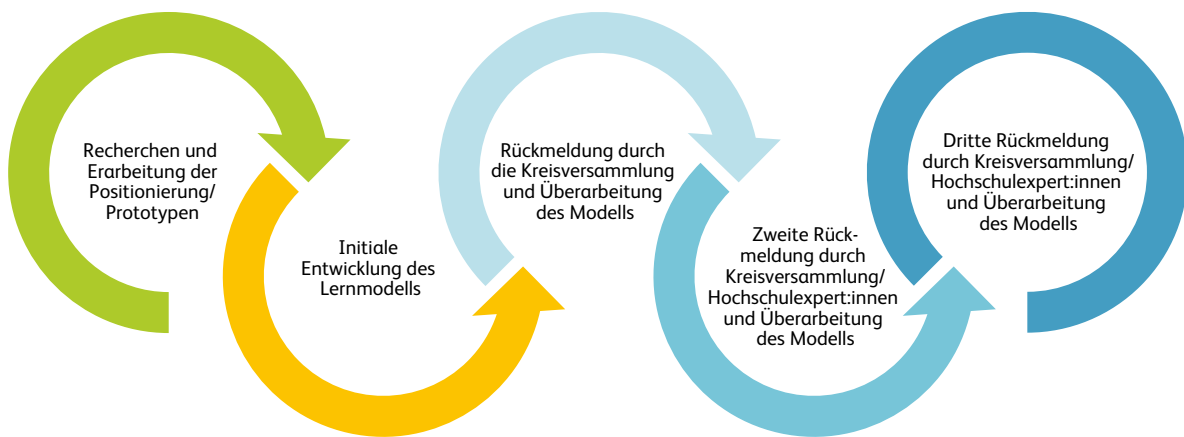 Recherchen und
Erarbeitung der
Positionierung/
Prototypen
Initiale
Entwicklung des
Lernmodells
Rückmeldung durch
die Kreisversammlung
und Überarbeitung
des Modells
Zweite Rück-
meldung durch
Kreisversammlung/
Hochschulexpert:innen
und Überarbeitung
des Modells
Dritte Rückmeldung
durch Kreisversammlung/
Hochschulexpert:innen
und Überarbeitung
des Modells